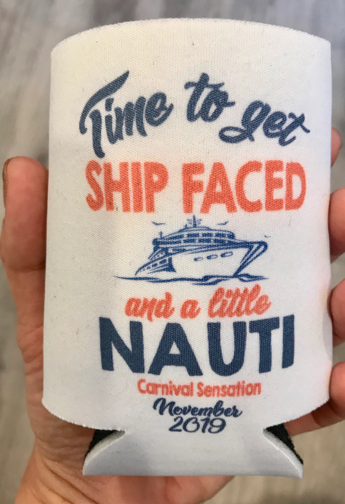 Time to get
SHIP FACED
and a little
NAUTI
Carnival Sensation
November
2019